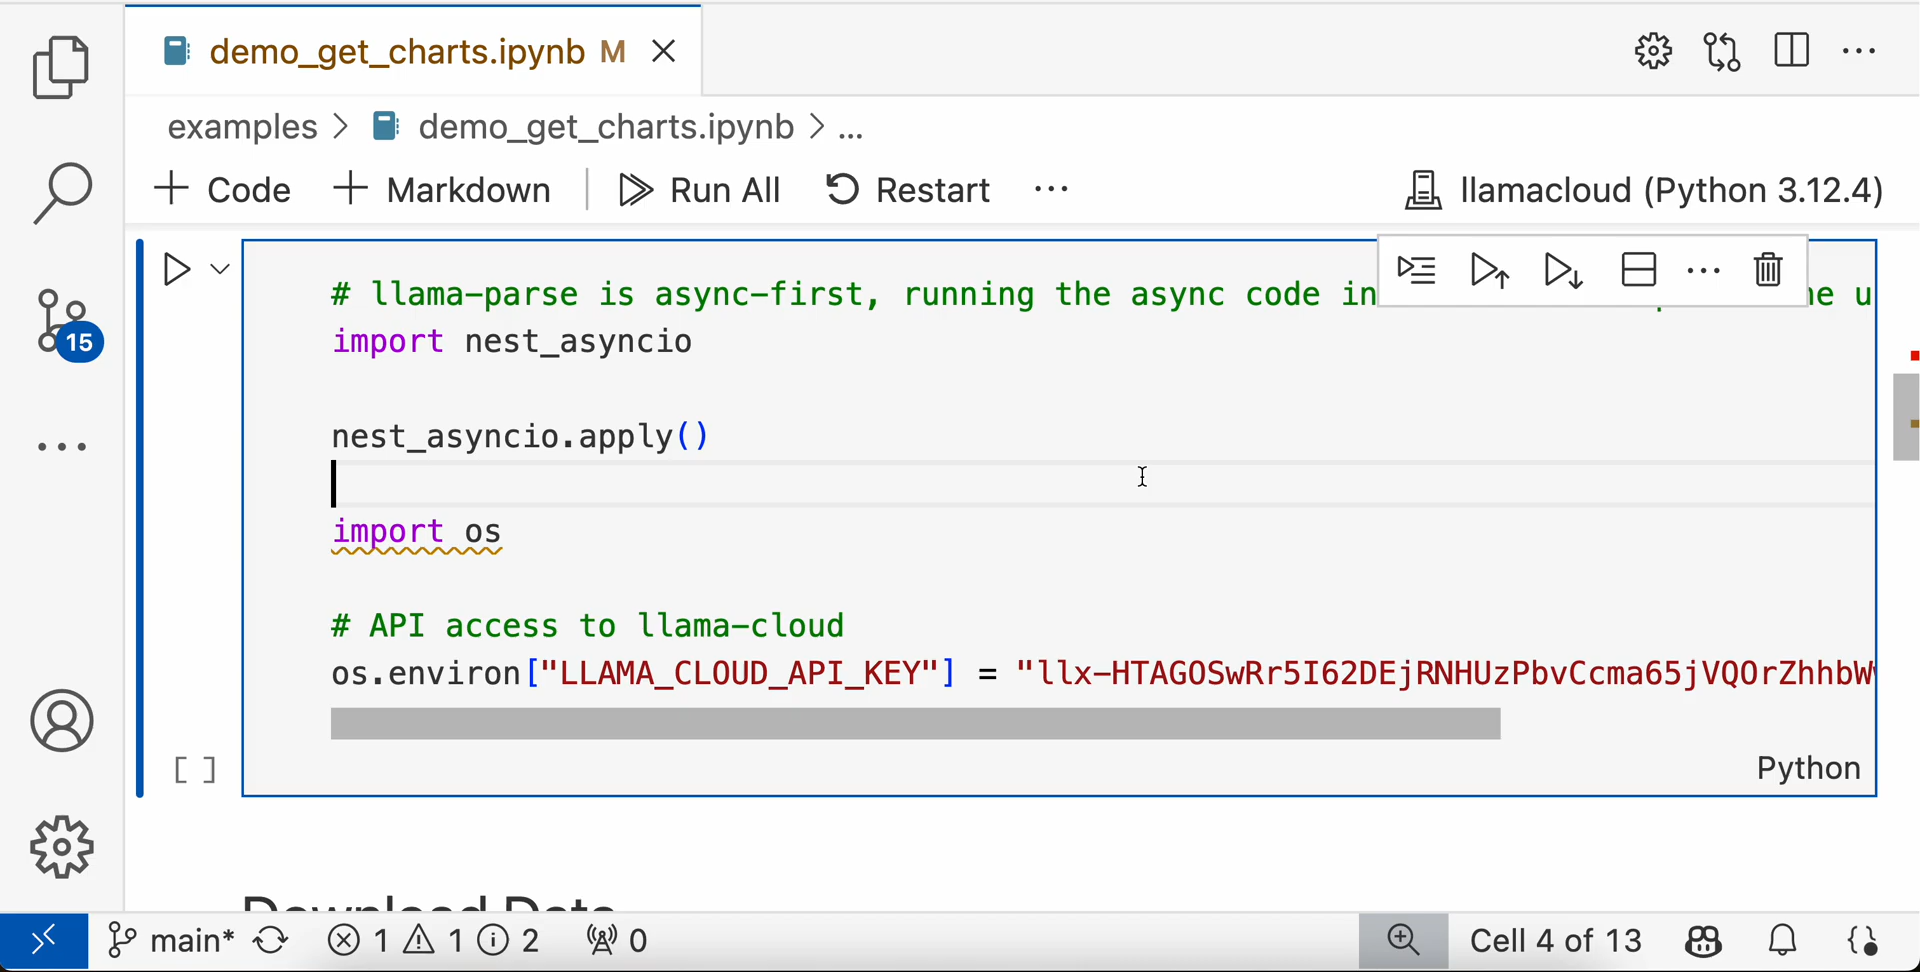 demo_get_charts.ipynb M
examples > demo_get_charts.ipynb > ...
+ Code + Markdown Run All Restart ... llamacloud (Python 3.12.4)
# llama-parse is async-first, running the async code in
import nest_asyncio
nest_asyncio.apply()
import os
# API access to llama-cloud
os.environ["LLAMA_CLOUD_API_KEY"] = "llx-HTAGOSwRr5I62DEjRNHUzPbvCcma65jVQOrZhhbW
[ ] Python
15
Download Data
main* 1 1 2 0 Cell 4 of 13